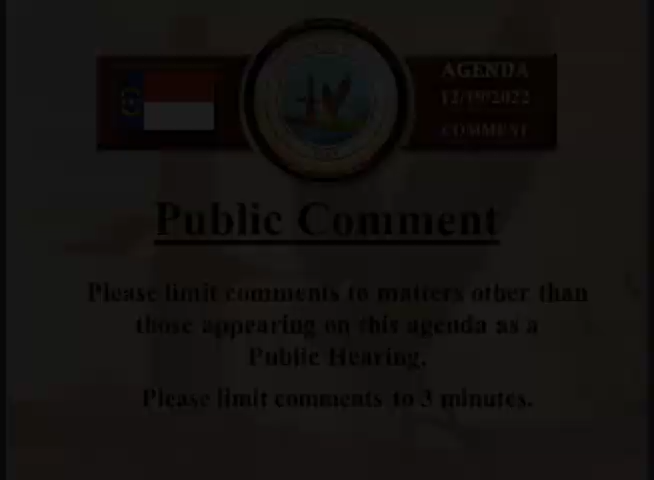 AGENDA
12/19/2022
COMMENT
Public Comment
Please limit comments to matters other than
those appearing on this agenda as a
Public Hearing.
Please limit comments to 3 minutes.